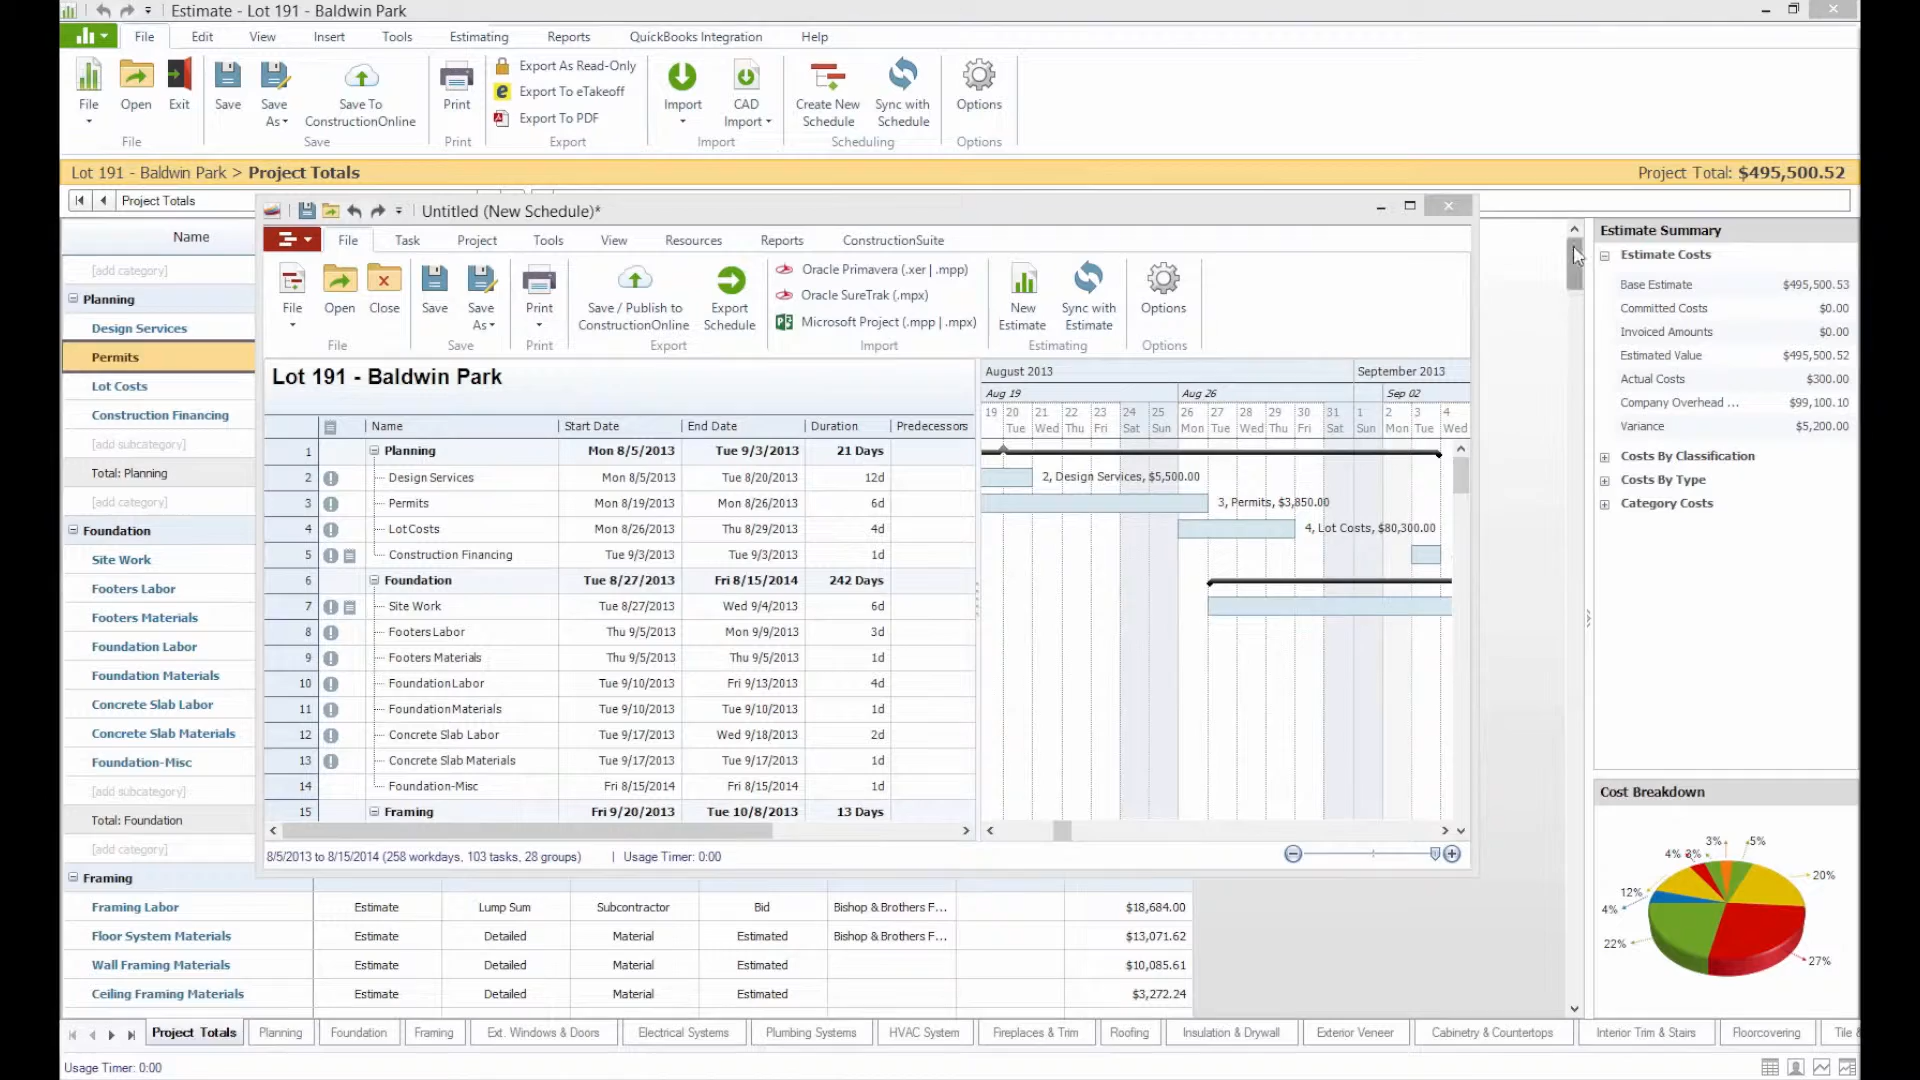 Estimate - Lot 191 - Baldwin Park
File Edit View Insert Tools Estimating Reports QuickBooks Integration Help
File Open Exit Save Save As Save To ConstructionOnline Print
Export As Read-Only
Export To eTakeoff
Export To PDF
Import CAD Import Create New Schedule Sync with Schedule Options
File Save Print Export Import Scheduling Options
Lot 191 - Baldwin Park > Project Totals Project Total: $495,500.52
Project Totals
Name
[add category]
Planning
Design Services
Permits
Lot Costs
Construction Financing
[add subcategory]
Total: Planning
[add category]
Foundation
Site Work
Footers Labor
Footers Materials
Foundation Labor
Foundation Materials
Concrete Slab Labor
Concrete Slab Materials
Foundation-Misc
[add subcategory]
Total: Foundation
[add category]
Framing
Untitled (New Schedule)*
File Task Project Tools View Resources Reports ConstructionSuite
File Open Close Save Save As Print Save / Publish to ConstructionOnline Export Schedule
Oracle Primavera (.xer | .mpp)
Oracle SureTrak (.mpx)
Microsoft Project (.mpp | .mpx)
New Estimate Sync with Estimate Options
File Save Print Export Import Estimating Options
Lot 191 - Baldwin Park
Name Start Date End Date Duration Predecessors
1 Planning Mon 8/5/2013 Tue 9/3/2013 21 Days
2 Design Services Mon 8/5/2013 Tue 8/20/2013 12d
3 Permits Mon 8/19/2013 Mon 8/26/2013 6d
4 Lot Costs Mon 8/26/2013 Thu 8/29/2013 4d
5 Construction Financing Tue 9/3/2013 Tue 9/3/2013 1d
6 Foundation Tue 8/27/2013 Fri 8/15/2014 242 Days
7 Site Work Tue 8/27/2013 Wed 9/4/2013 6d
8 Footers Labor Thu 9/5/2013 Mon 9/9/2013 3d
9 Footers Materials Thu 9/5/2013 Thu 9/5/2013 1d
10 Foundation Labor Tue 9/10/2013 Fri 9/13/2013 4d
11 Foundation Materials Tue 9/10/2013 Tue 9/10/2013 1d
12 Concrete Slab Labor Tue 9/17/2013 Wed 9/18/2013 2d
13 Concrete Slab Materials Tue 9/17/2013 Tue 9/17/2013 1d
14 Foundation-Misc Fri 8/15/2014 Fri 8/15/2014 1d
15 Framing Fri 9/20/2013 Tue 10/8/2013 13 Days
August 2013 September 2013
Aug 19 Aug 26 Sep 02
19 20 21 22 23 24 25 26 27 28 29 30 31 1 2 3 4
Tue Wed Thu Fri Sat Sun Mon Tue Wed Thu Fri Sat Sun Mon Tue Wed
2, Design Services, $5,500.00
3, Permits, $3,850.00
4, Lot Costs, $80,300.00
8/5/2013 to 8/15/2014 (258 workdays, 103 tasks, 28 groups) | Usage Timer: 0:00
Framing Labor Estimate Lump Sum Subcontractor Bid Bishop & Brothers F... $18,684.00
Floor System Materials Estimate Detailed Material Estimated Bishop & Brothers F... $13,071.62
Wall Framing Materials Estimate Detailed Material Estimated $10,085.61
Ceiling Framing Materials Estimate Detailed Material Estimated $3,272.24
Estimate Summary
Estimate Costs
Base Estimate $495,500.53
Committed Costs $0.00
Invoiced Amounts $0.00
Estimated Value $495,500.52
Actual Costs $300.00
Company Overhead ... $99,100.10
Variance $5,200.00
Costs By Classification
Costs By Type
Category Costs
Cost Breakdown
3% 5%
4% 3%
20%
12%
4%
22%
27%
Project Totals Planning Foundation Framing Ext. Windows & Doors Electrical Systems Plumbing Systems HVAC System Fireplaces & Trim Roofing Insulation & Drywall Exterior Veneer Cabinetry & Countertops Interior Trim & Stairs Floorcovering Tile &
Usage Timer: 0:00